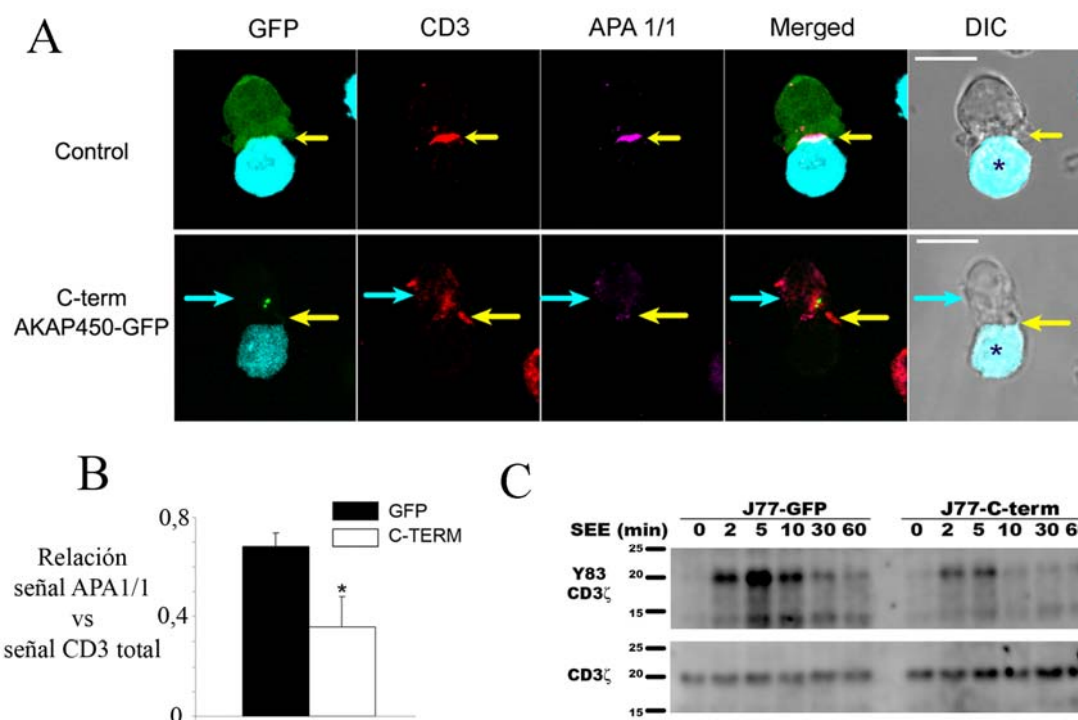 A
GFP CD3 APA 1/1 Merged DIC
Control
*
C-term
AKAP450-GFP
*
B
0,8
0,4
0
Relación
señal APA1/1
vs
señal CD3 total
GFP
C-TERM
*
C
J77-GFP J77-C-term
SEE (min) 0 2 5 10 30 60 0 2 5 10 30
25
Y83 20
CD3ζ
15
25
CD3ζ 20
15